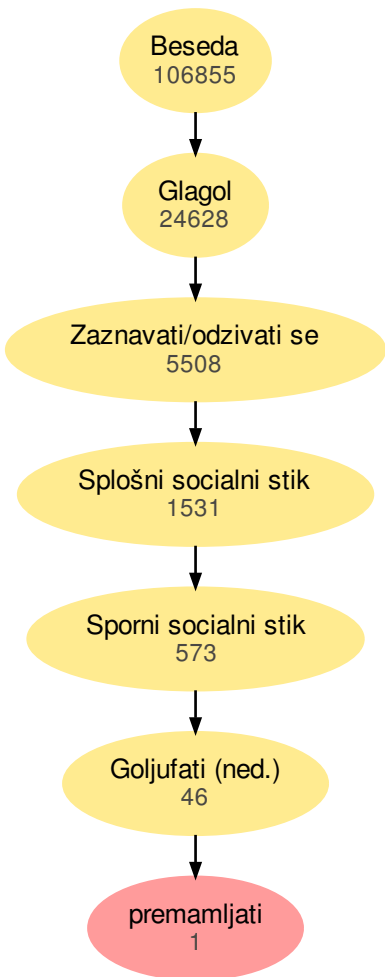 Beseda
106855
Glagol
24628
Zaznavati/odzivati se
5508
Splošni socialni stik
1531
Sporni socialni stik
573
Goljufati (ned.)
46
premamljati
1